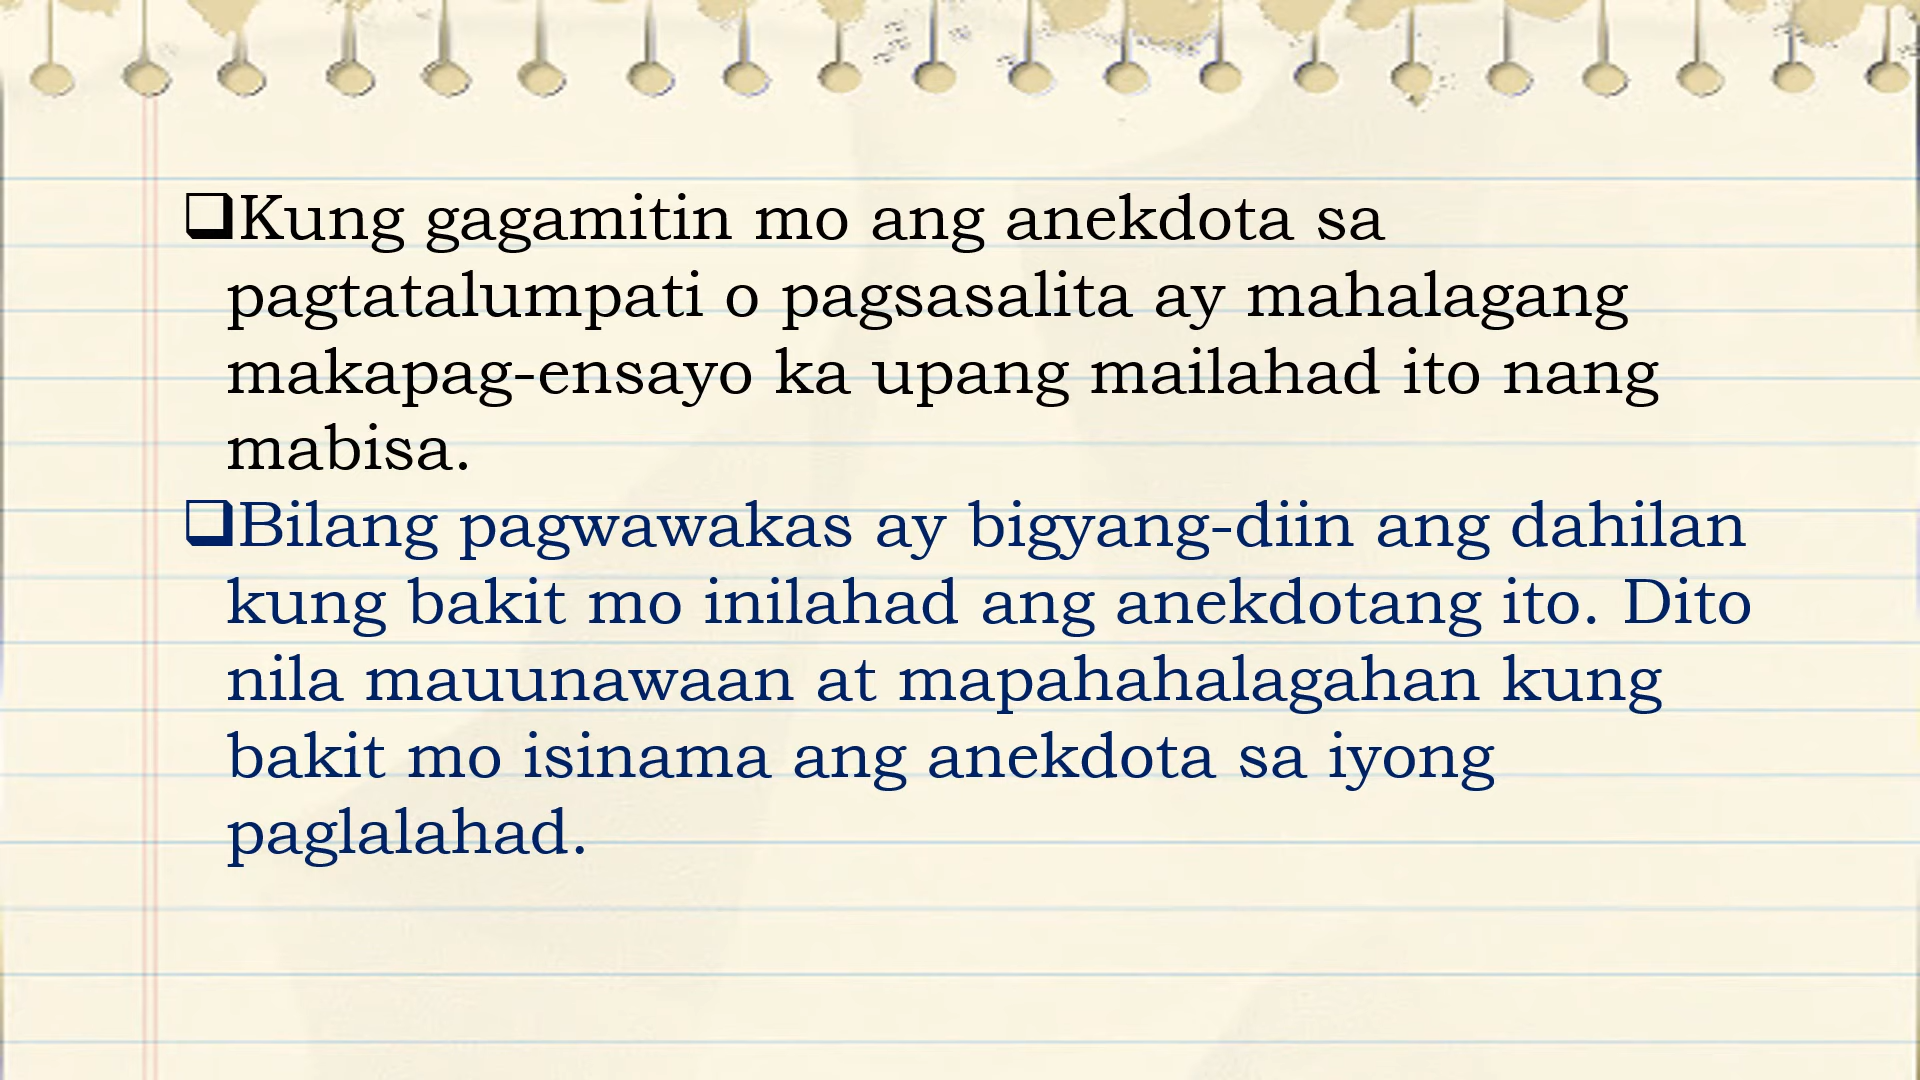 ❑Kung gagamitin mo ang anekdota sa
pagtatalumpati o pagsasalita ay mahalagang
makapag-ensayo ka upang mailahad ito nang
mabisa.
❑Bilang pagwawakas ay bigyang-diin ang dahilan
kung bakit mo inilahad ang anekdotang ito. Dito
nila mauunawaan at mapahahalagahan kung
bakit mo isinama ang anekdota sa iyong
paglalahad.